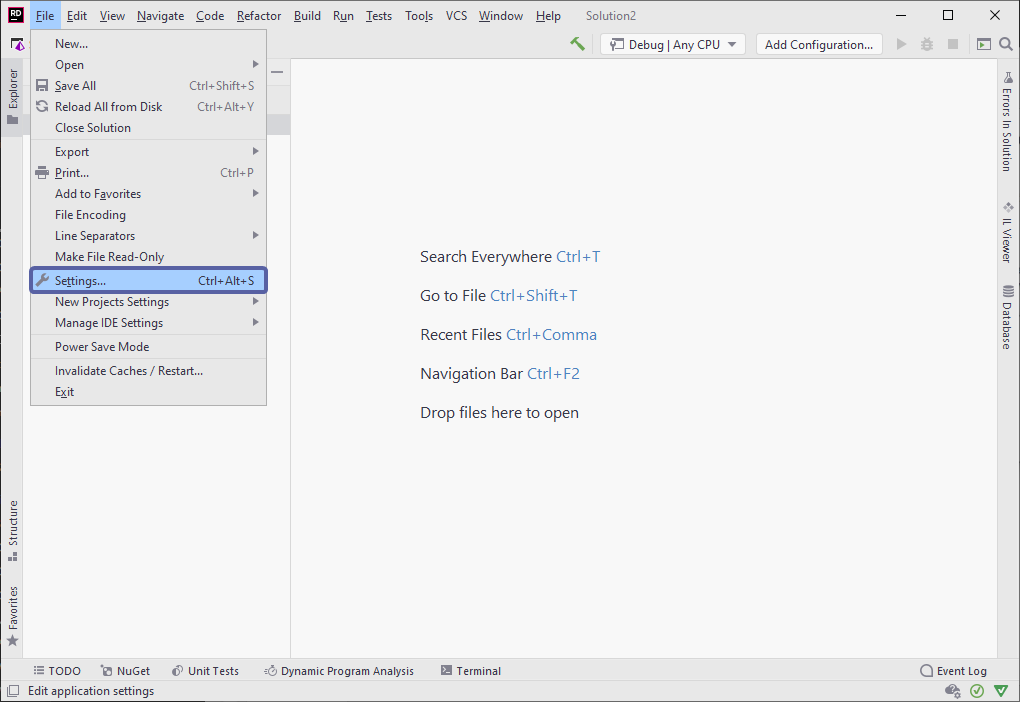 RD File Edit View Navigate Code Refactor Build Run Tests Tools VCS Window Help Solution2
Debug | Any CPU Add Configuration...
New...
Open
Save All Ctrl+Shift+S
Reload All from Disk Ctrl+Alt+Y
Close Solution
Export
Print... Ctrl+P
Add to Favorites
File Encoding
Line Separators
Make File Read-Only
Settings... Ctrl+Alt+S
New Projects Settings
Manage IDE Settings
Power Save Mode
Invalidate Caches / Restart...
Exit
Explorer
Structure
Favorites
Search Everywhere Ctrl+T
Go to File Ctrl+Shift+T
Recent Files Ctrl+Comma
Navigation Bar Ctrl+F2
Drop files here to open
Errors In Solution
IL Viewer
Database
TODO NuGet Unit Tests Dynamic Program Analysis Terminal Event Log
Edit application settings